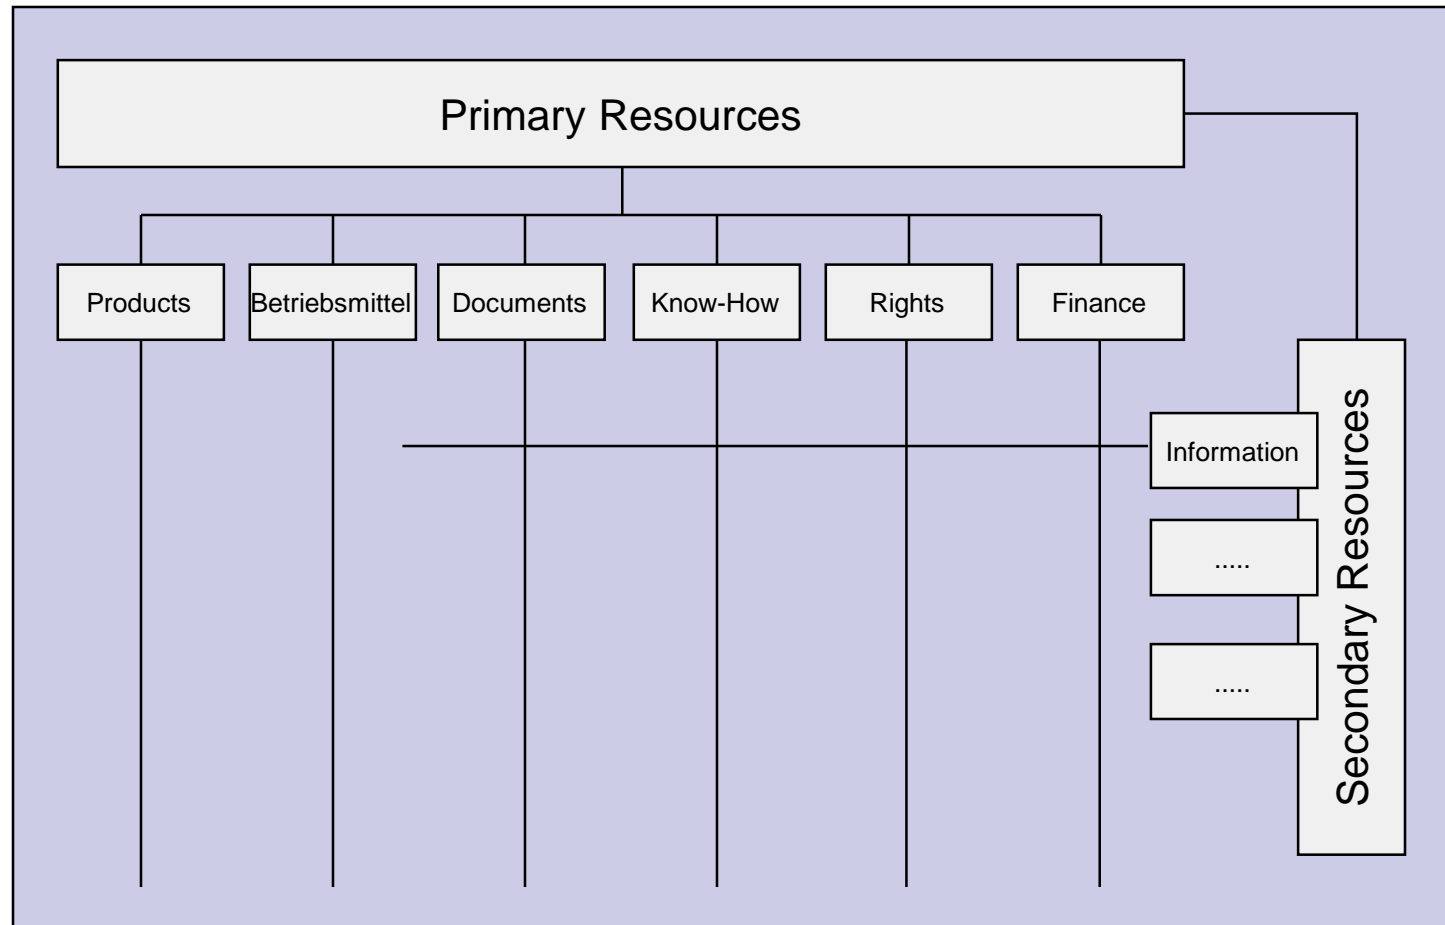 Primary Resources
Products
Betriebsmittel
Documents
Know-How
Rights
Finance
Information
.....
.....
Secondary Resources